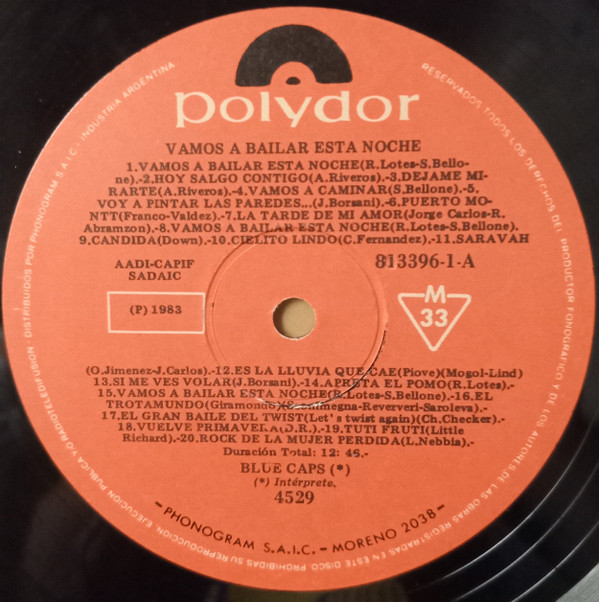 polydor
VAMOS A BAILAR ESTA NOCHE
1.VAMOS A BAILAR ESTA NOCHE(R.Lotes-S.Bello-
ne).-2.HOY SALGO CONTIGO(A.Riveros).-3.DEJAME MI-
RARTE(A.Riveros).-4.VAMOS A CAMINAR(S.Bellone).-5.
VOY A PINTAR LAS PAREDES...(J.Borsani).-6.PUERTO MO-
NTT(Franco-Valdez).-7.LA TARDE DE MI AMOR(Jorge Carlos-R.
Abramzon).-8.VAMOS A BAILAR ESTA NOCHE(R.Lotes-S.Bellone).
9.CANDIDA(Down).-10.CIELITO LINDO(C.Fernandez).-11.SARAVAH
AADI-CAPIF
SADAIC
813396-1-A
(P) 1983
M
33
(O.Jimenez-J.Carlos).-12.ES LA LLUVIA QUE CAE(Piove)(Mogol-Lind)
13.SI ME VES VOLAR(J.Borsani).-14.APRETA EL POMO(R.Lotes).-
15.VAMOS A BAILAR ESTA NOCHE(R.Lotes-S.Bellone).-16.EL
TROTAMUNDO(Giramondo)
17.EL GRAN BAILE DEL TWIST(Let's twist again)(Ch.Checker).
18.VUELVE PRIMAVERA(D.R.).-19.TUTI FRUTI(Little
Richard).-20.ROCK DE LA MUJER PERDIDA(L.Nebbia).-
Duración Total: 12: 45.-
BLUE CAPS (*)
(*) Intérprete.
4529
-PHONOGRAM S.A.I.C. - MORENO 2038-
DISTRIBUIDOS POR PHONOGRAM S.A.I.C. - INDUSTRIA ARGENTINA
RESERVADOS TODOS LOS DERECHOS DEL PRODUCTOR FONOGRAFICO Y DE LOS AUTORES DE LAS OBRAS REGISTRADAS EN ESTE DISCO. PROHIBIDAS SU REPRODUCCION, EJECUCION PUBLICA Y/O RADIOTELEDIFUSION -